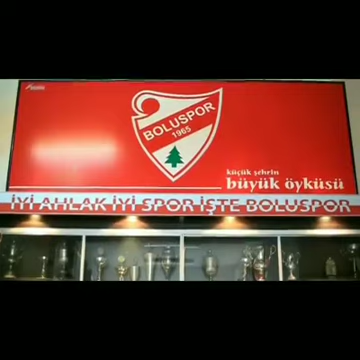 BOLUSPOR
1965
küçük şehrin
büyük öyküsü
İYİ AHLAK İYİ SPOR İŞTE BOLUSPOR